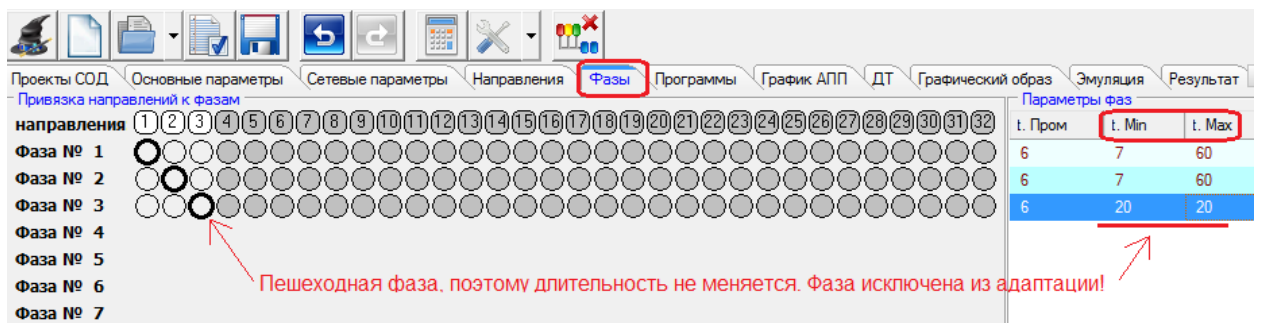 Проекты СОД Основные параметры Сетевые параметры Направления Фазы Программы График АПП ДТ Графический образ Эмуляция Результат
Привязка направлений к фазам Параметры фаз
направления 1 2 3 4 5 6 7 8 9 10 11 12 13 14 15 16 17 18 19 20 21 22 23 24 25 26 27 28 29 30 31 32 t. Пром t. Min t. Max
Фаза № 1 6 7 60
Фаза № 2 6 7 60
Фаза № 3 6 20 20
Фаза № 4
Фаза № 5
Фаза № 6 Пешеходная фаза, поэтому длительность не меняется. Фаза исключена из адаптации!
Фаза № 7